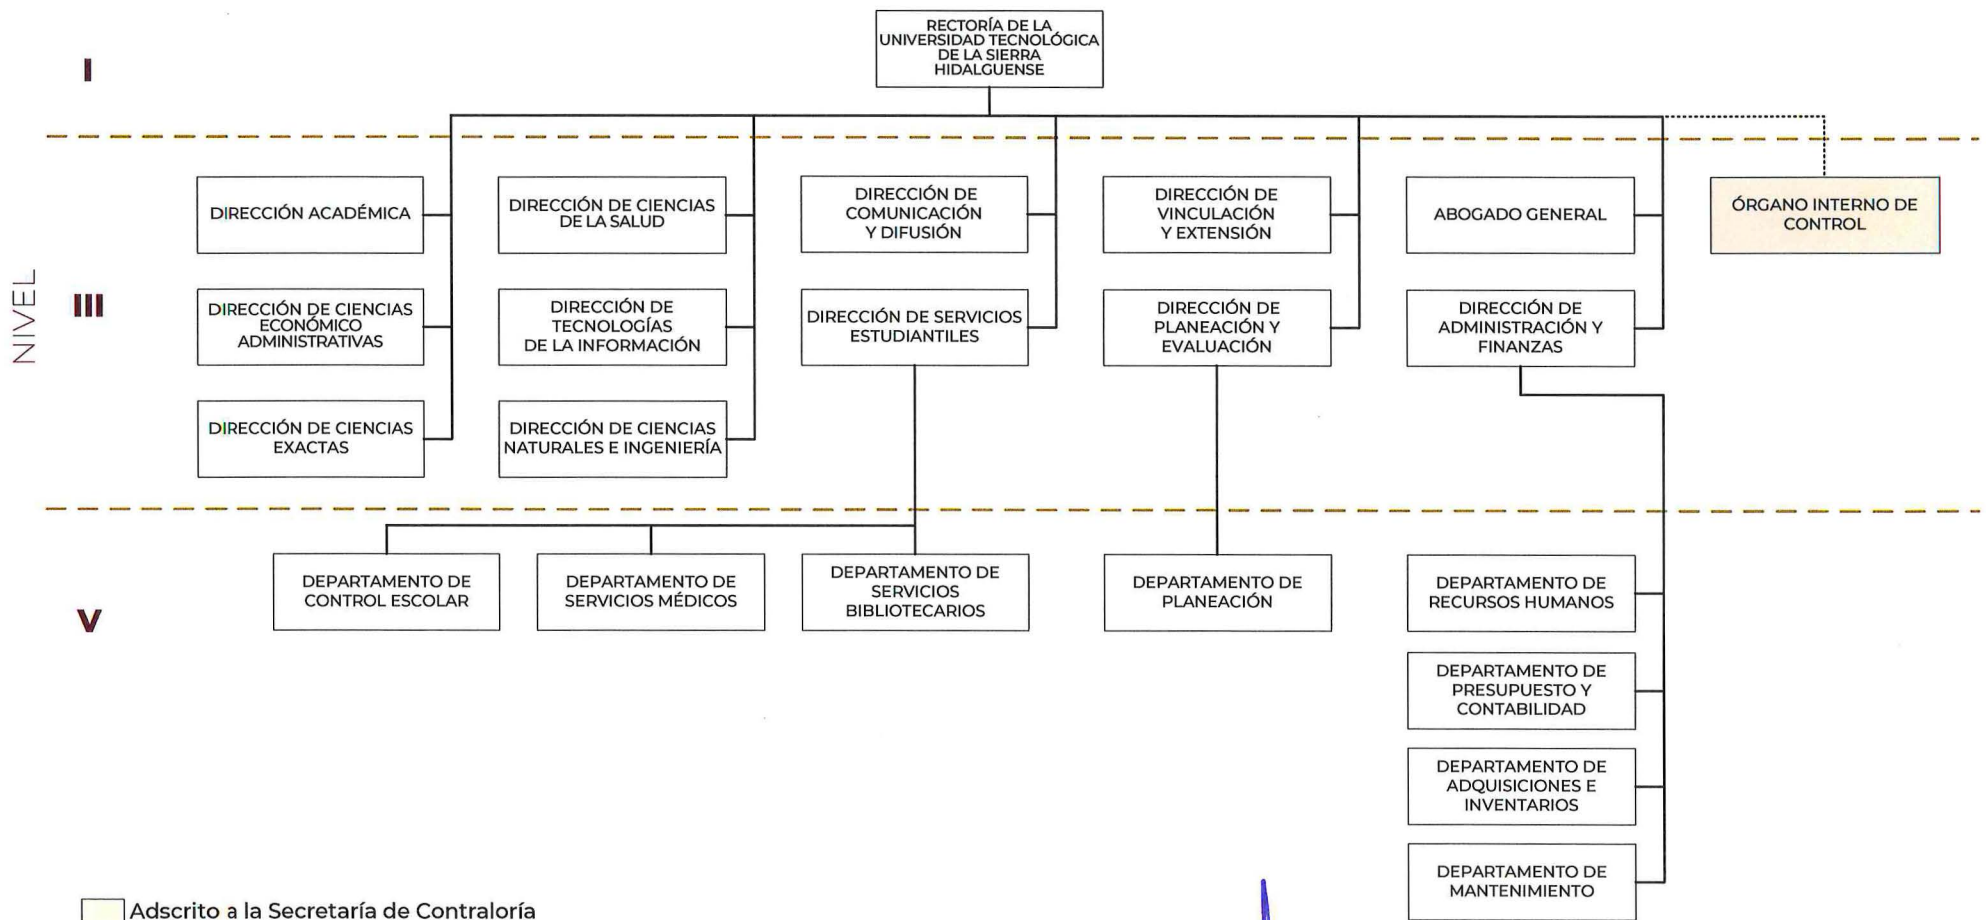 RECTORÍA DE LA
UNIVERSIDAD TECNOLÓGICA
DE LA SIERRA
HIDALGUENSE
I
NIVEL
III
DIRECCIÓN ACADÉMICA
DIRECCIÓN DE CIENCIAS
DE LA SALUD
DIRECCIÓN DE
COMUNICACIÓN
Y DIFUSIÓN
DIRECCIÓN DE
VINCULACIÓN
Y EXTENSIÓN
ABOGADO GENERAL
ÓRGANO INTERNO DE
CONTROL
DIRECCIÓN DE CIENCIAS
ECONÓMICO
ADMINISTRATIVAS
DIRECCIÓN DE
TECNOLOGÍAS
DE LA INFORMACIÓN
DIRECCIÓN DE SERVICIOS
ESTUDIANTILES
DIRECCIÓN DE
PLANEACIÓN Y
EVALUACIÓN
DIRECCIÓN DE
ADMINISTRACIÓN Y
FINANZAS
DIRECCIÓN DE CIENCIAS
EXACTAS
DIRECCIÓN DE CIENCIAS
NATURALES E INGENIERÍA
V
DEPARTAMENTO DE
CONTROL ESCOLAR
DEPARTAMENTO DE
SERVICIOS MÉDICOS
DEPARTAMENTO DE
SERVICIOS
BIBLIOTECARIOS
DEPARTAMENTO DE
PLANEACIÓN
DEPARTAMENTO DE
RECURSOS HUMANOS
DEPARTAMENTO DE
PRESUPUESTO Y
CONTABILIDAD
DEPARTAMENTO DE
ADQUISICIONES E
INVENTARIOS
DEPARTAMENTO DE
MANTENIMIENTO
Adscrito a la Secretaría de Contraloría